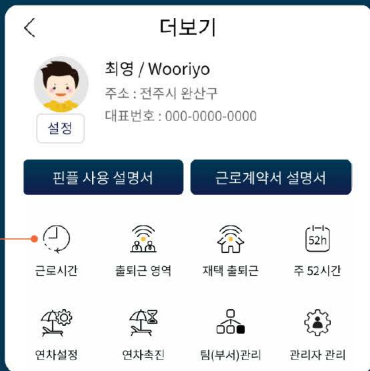 더보기
최영 / Wooriyo
주소 : 전주시 완산구
대표번호 : 000-0000-0000
설정
핀플 사용 설명서 근로계약서 설명서
52h
근로시간 출퇴근 영역 재택 출퇴근 주 52시간
연차설정 연차촉진 팀(부서)관리 관리자 관리